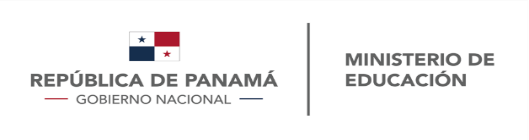 REPÚBLICA DE PANAMÁ
GOBIERNO NACIONAL
MINISTERIO DE
EDUCACIÓN